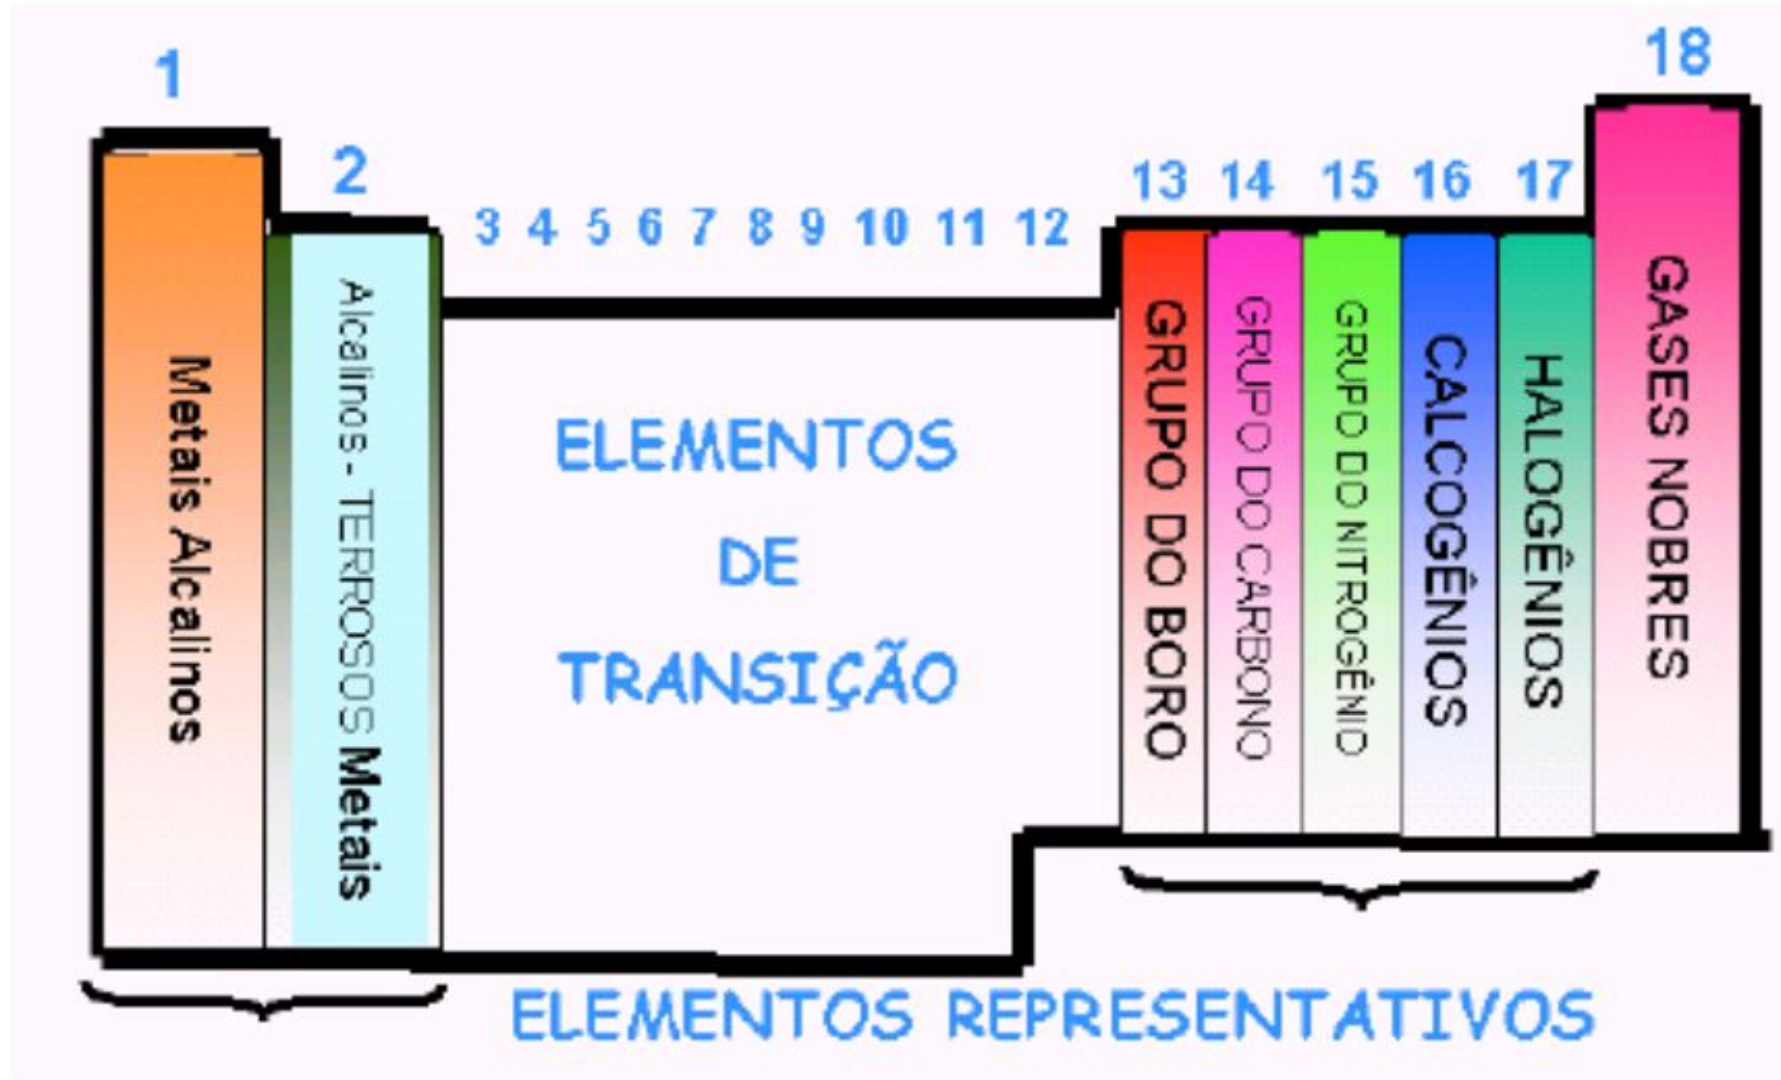 1
18
2
3 4 5 6 7 8 9 10 11 12
13 14 15 16 17
Metais Alcalinos
Alcalinos - TERROSOS Metais
ELEMENTOS
DE
TRANSIÇÃO
GRUPO DO BORO
GRUPO DO CARBONO
GRUPO DO NITROGÊNIO
CALCOGÊNIOS
HALOGÊNIOS
GASES NOBRES
ELEMENTOS REPRESENTATIVOS